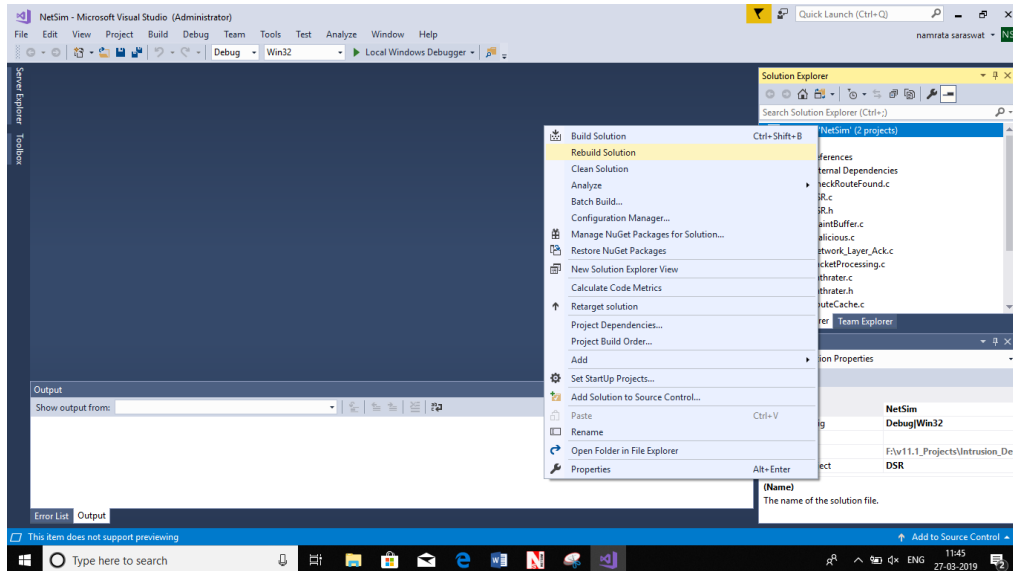 NetSim - Microsoft Visual Studio (Administrator)
Quick Launch (Ctrl+Q)
File Edit View Project Build Debug Team Tools Test Analyze Window Help
namrata saraswat NS
Debug Win32 Local Windows Debugger
Server Explorer
Toolbox
Solution Explorer
Search Solution Explorer (Ctrl+;)
'NetSim' (2 projects)
ferences
ternal Dependencies
neckRouteFound.c
SR.c
SR.h
aintBuffer.c
alicious.c
etwork_Layer_Ack.c
cketProcessing.c
thrater.c
thrater.h
uteCache.c
rer Team Explorer
Build Solution Ctrl+Shift+B
Rebuild Solution
Clean Solution
Analyze
Batch Build...
Configuration Manager...
Manage NuGet Packages for Solution...
Restore NuGet Packages
New Solution Explorer View
Calculate Code Metrics
Retarget solution
Project Dependencies...
Project Build Order...
Add
Set StartUp Projects...
Add Solution to Source Control...
Paste Ctrl+V
Rename
Open Folder in File Explorer
Properties Alt+Enter
ion Properties
NetSim
ig Debug|Win32
F:\v11.1_Projects\Intrusion_De
ect DSR
(Name)
The name of the solution file.
Output
Show output from:
Error List Output
This item does not support previewing
Add to Source Control
Type here to search
ENG
11:45
27-03-2019
2